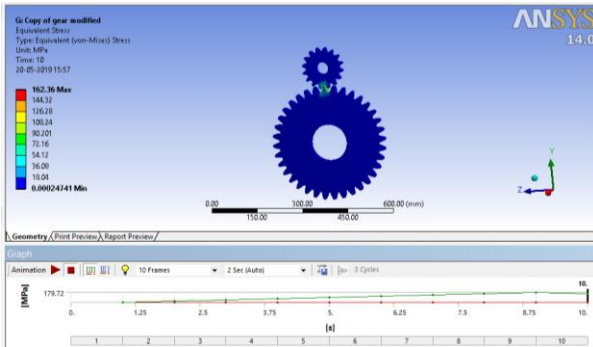 G: Copy of gear modified
Equivalent Stress
Type: Equivalent (von-Mises) Stress
Unit: MPa
Time: 10
20-05-2019 15:57
162.36 Max
144.32
126.28
108.24
90.201
72.16
54.12
36.08
18.04
0.00024741 Min
ANSYS
14.0
Y
Z
0.00 300.00 600.00 (mm)
150.00 450.00
Geometry Print Preview Report Preview
Graph
Animation 10 Frames 2 Sec (Auto) 3 Cycles
10.
[MPa]
179.72
0. 1.25 2.5 3.75 5. 6.25 7.5 8.75 10.
[s]
1 2 3 4 5 6 7 8 9 10